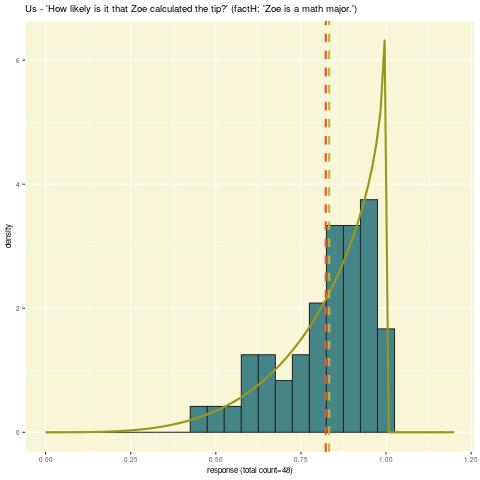 Us - 'How likely is it that Zoe calculated the tip?' (factH: 'Zoe is a math major.')
6
4
2
0
density
0.00 0.25 0.50 0.75 1.00 1.25
response (total count=48)